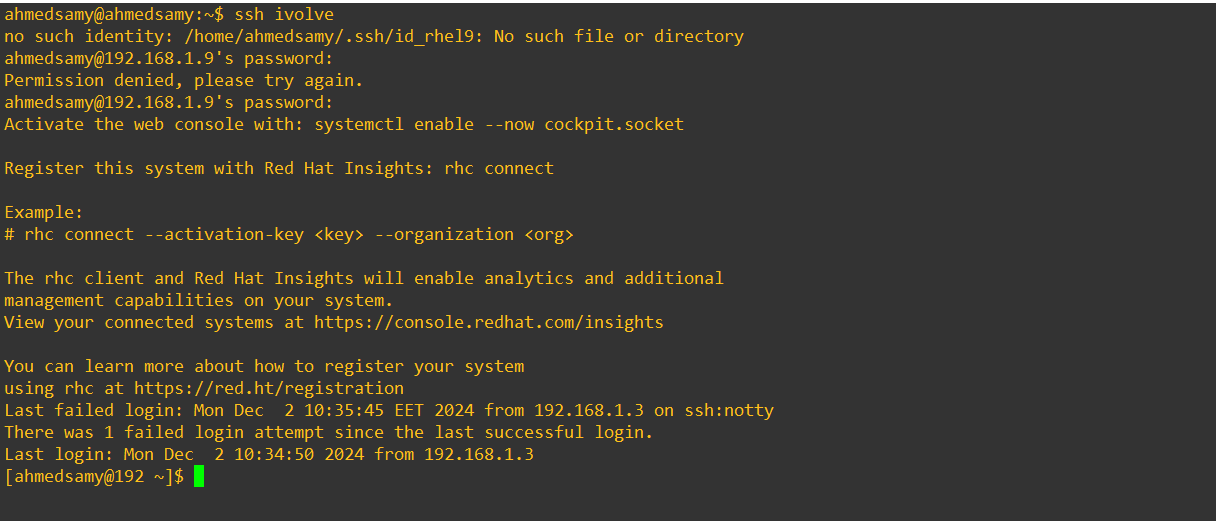 ahmedsamy@ahmedsamy:~$ ssh ivolve
no such identity: /home/ahmedsamy/.ssh/id_rhel9: No such file or directory
ahmedsamy@192.168.1.9's password:
Permission denied, please try again.
ahmedsamy@192.168.1.9's password:
Activate the web console with: systemctl enable --now cockpit.socket

Register this system with Red Hat Insights: rhc connect

Example:
# rhc connect --activation-key <key> --organization <org>

The rhc client and Red Hat Insights will enable analytics and additional
management capabilities on your system.
View your connected systems at https://console.redhat.com/insights

You can learn more about how to register your system
using rhc at https://red.ht/registration
Last failed login: Mon Dec  2 10:35:45 EET 2024 from 192.168.1.3 on ssh:notty
There was 1 failed login attempt since the last successful login.
Last login: Mon Dec  2 10:34:50 2024 from 192.168.1.3
[ahmedsamy@192 ~]$